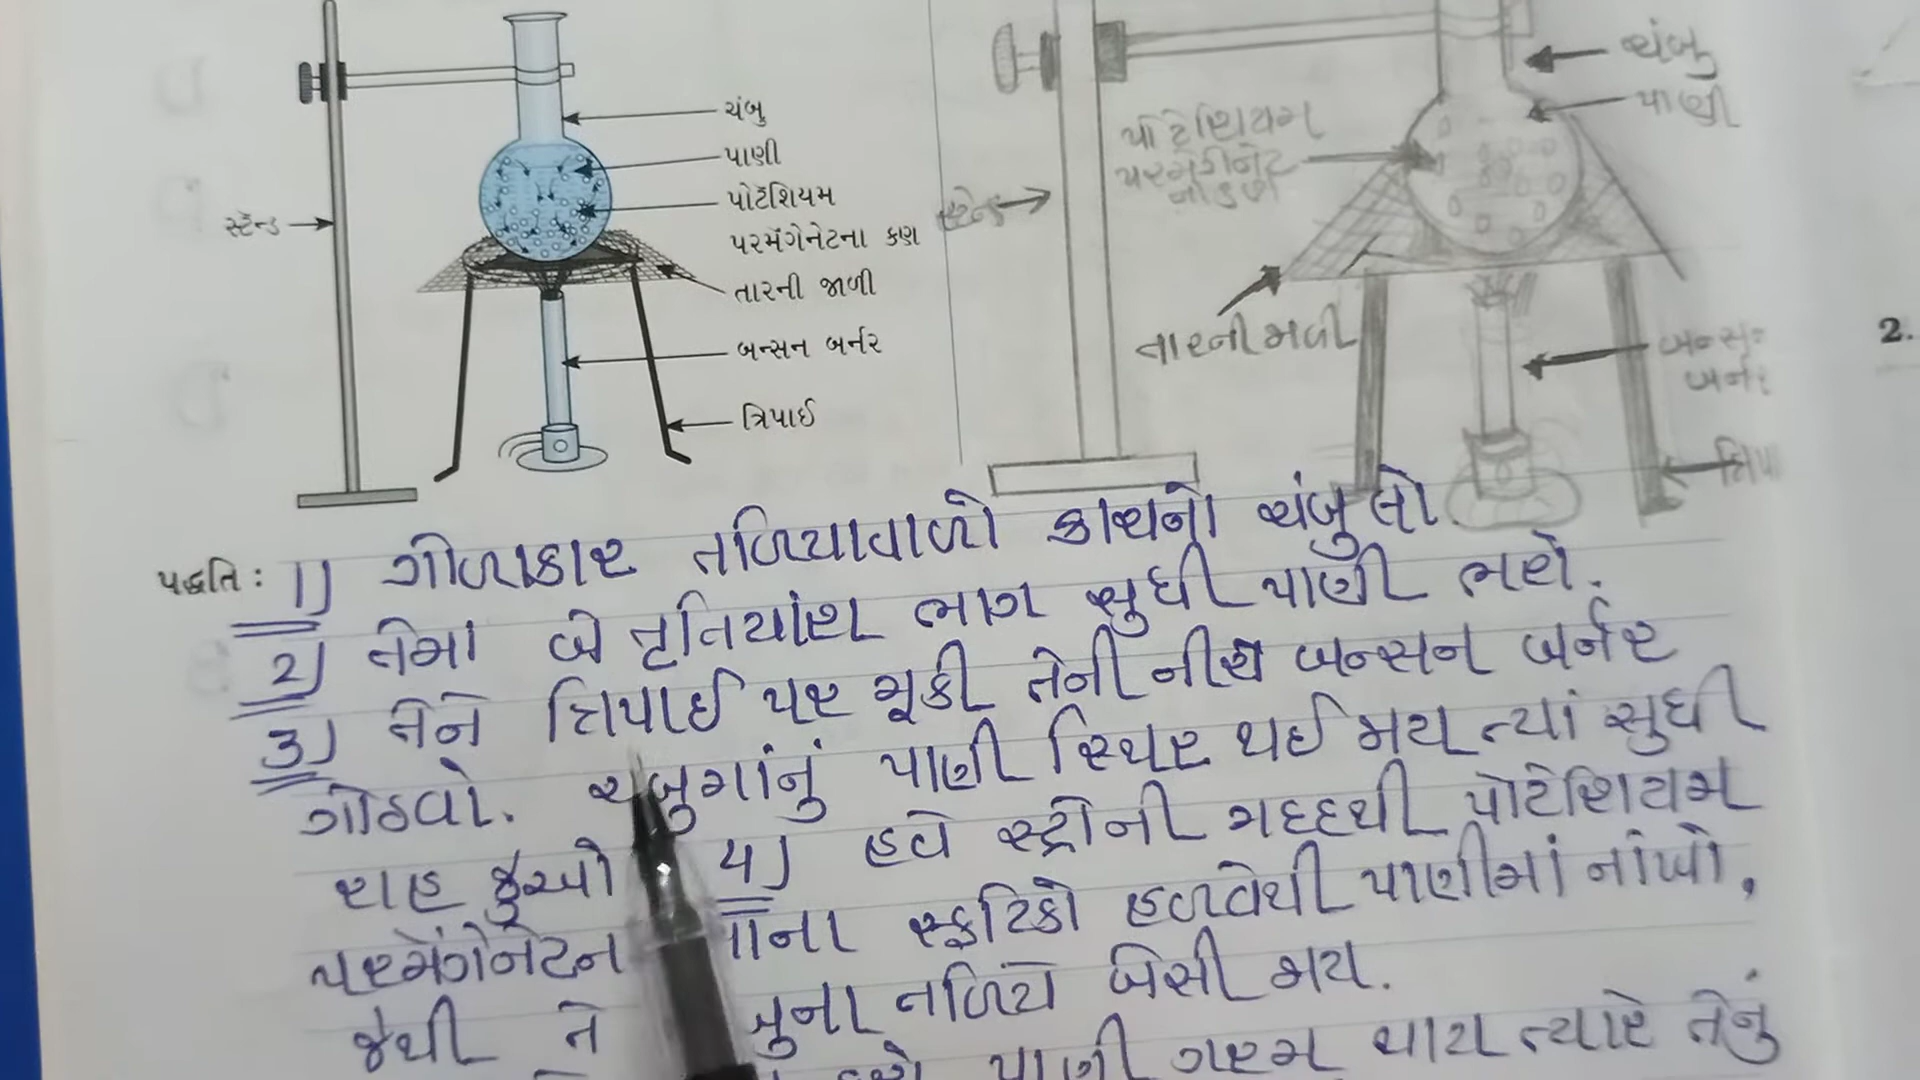 ચંબુ
પાણી
પોટૅશિયમ
પરમૅંગેનેટના કણ
તારની જાળી
બન્સન બર્નર
ત્રિપાઈ
સ્ટૅન્ડ
ચંબુ
પાણી
પોટેશિયમ
પરમેંગેનેટ
ના કણ
સ્ટેન્ડ
તારની જાળી
બન્સન
બર્નર
2.
પદ્ધતિ : 1) ગોળાકાર તળિયાવાળો કાચનો ચંબુ લો.
2) તેમાં બે તૃતિયાંશ ભાગ સુધી પાણી ભરો.
3) તેને ત્રિપાઈ પર મૂકી તેની નીચે બન્સન બર્નર
ગોઠવો. ચંબુમાંનું પાણી સ્થિર થઈ જાય ત્યાં સુધી
રાહ જુઓ 4) હવે સ્ટ્રોની મદદથી પોટેશિયમ
પરમેંગેનેટન ના સ્ફટિકો હળવેથી પાણીમાં નાંખો,
જેથી તે બુના તળિયે બેસી જાય.
પાણી ગરમ થાય ત્યારે તેનું